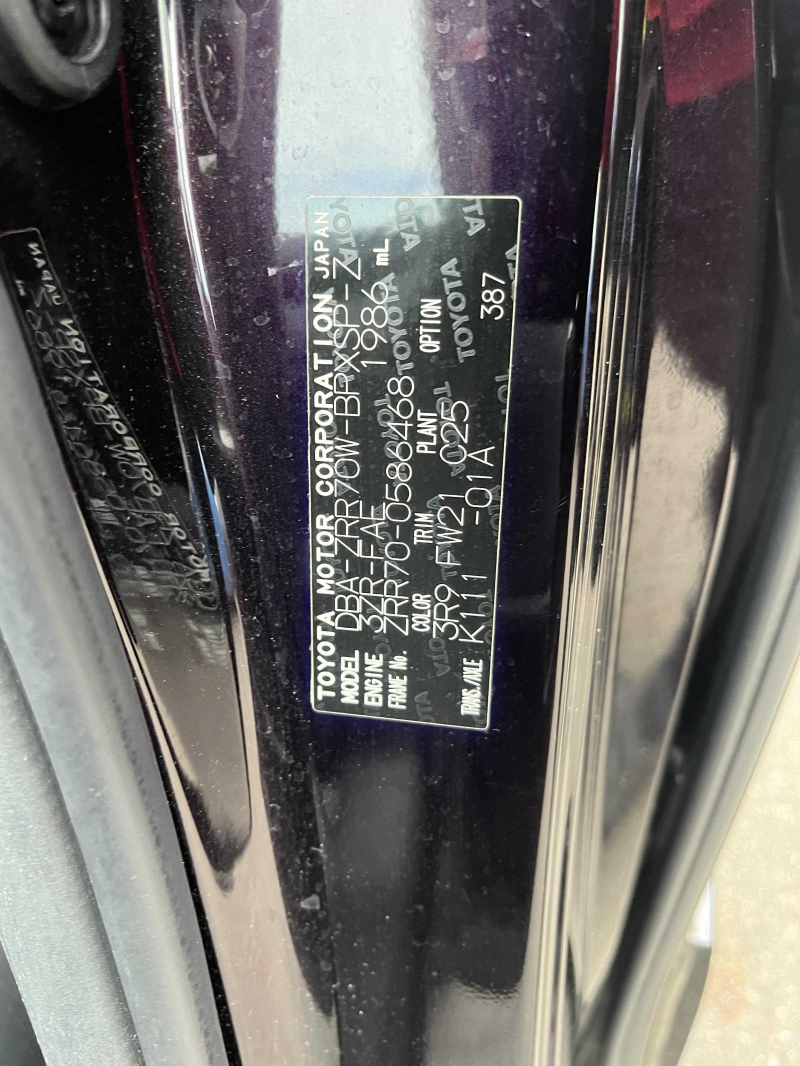 TOYOTA MOTOR CORPORATION JAPAN
MODEL DBA-ZRR70W-BRXSP-Z
ENGINE 3ZR-FAE 1986 mL
FRAME No. ZRR70-0586468
COLOR TRIM PLANT OPTION
3R9 FW21 025
TRANS./AXLE K111 -01A 387